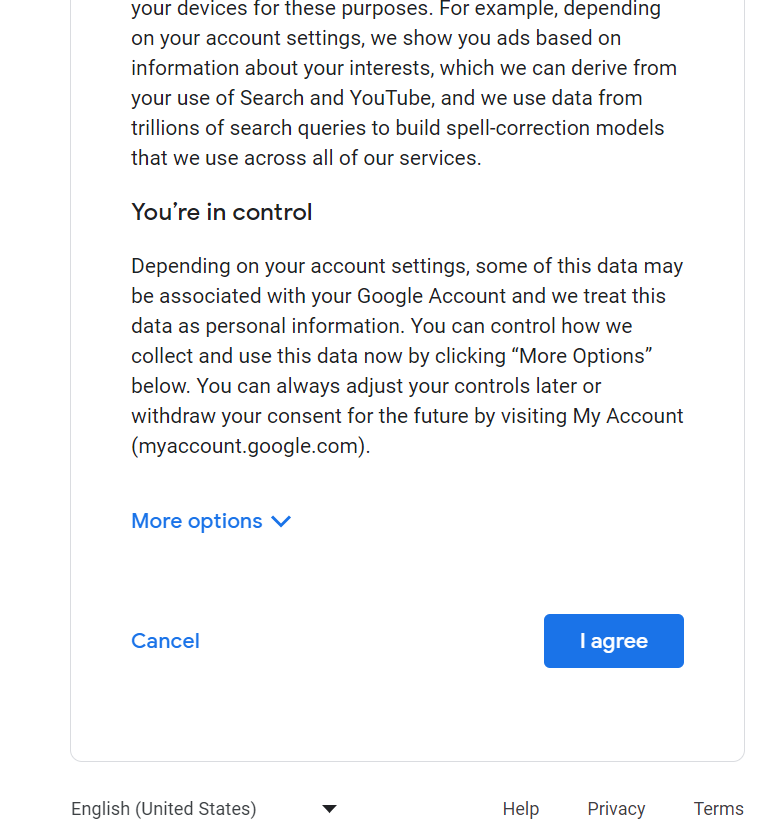 your devices for these purposes. For example, depending
on your account settings, we show you ads based on
information about your interests, which we can derive from
your use of Search and YouTube, and we use data from
trillions of search queries to build spell-correction models
that we use across all of our services.
You’re in control
Depending on your account settings, some of this data may
be associated with your Google Account and we treat this
data as personal information. You can control how we
collect and use this data now by clicking “More Options”
below. You can always adjust your controls later or
withdraw your consent for the future by visiting My Account
(myaccount.google.com).
More options
Cancel
I agree
English (United States)
Help
Privacy
Terms